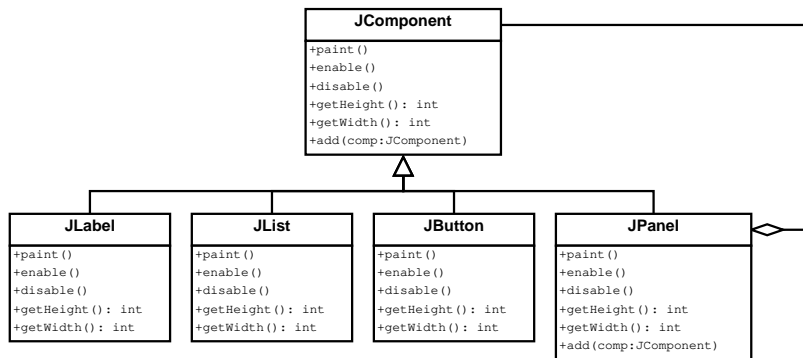 JComponent
+paint()
+enable()
+disable()
+getHeight(): int
+getWidth(): int
+add(comp:JComponent)
JLabel
+paint()
+enable()
+disable()
+getHeight(): int
+getWidth(): int
JList
+paint()
+enable()
+disable()
+getHeight(): int
+getWidth(): int
JButton
+paint()
+enable()
+disable()
+getHeight(): int
+getWidth(): int
JPanel
+paint()
+enable()
+disable()
+getHeight(): int
+getWidth(): int
+add(comp:JComponent)